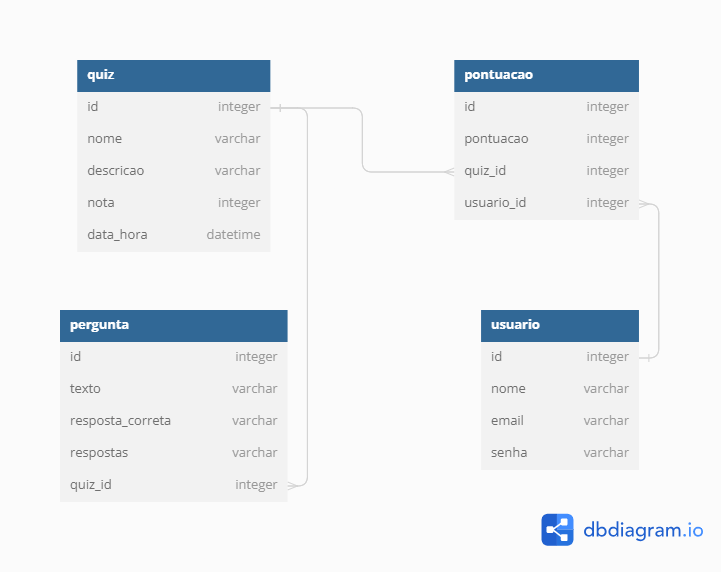 quiz
id integer
nome varchar
descricao varchar
nota integer
data_hora datetime
pontuacao
id integer
pontuacao integer
quiz_id integer
usuario_id integer
pergunta
id integer
texto varchar
resposta_correta varchar
respostas varchar
quiz_id integer
usuario
id integer
nome varchar
email varchar
senha varchar
dbdiagram.io